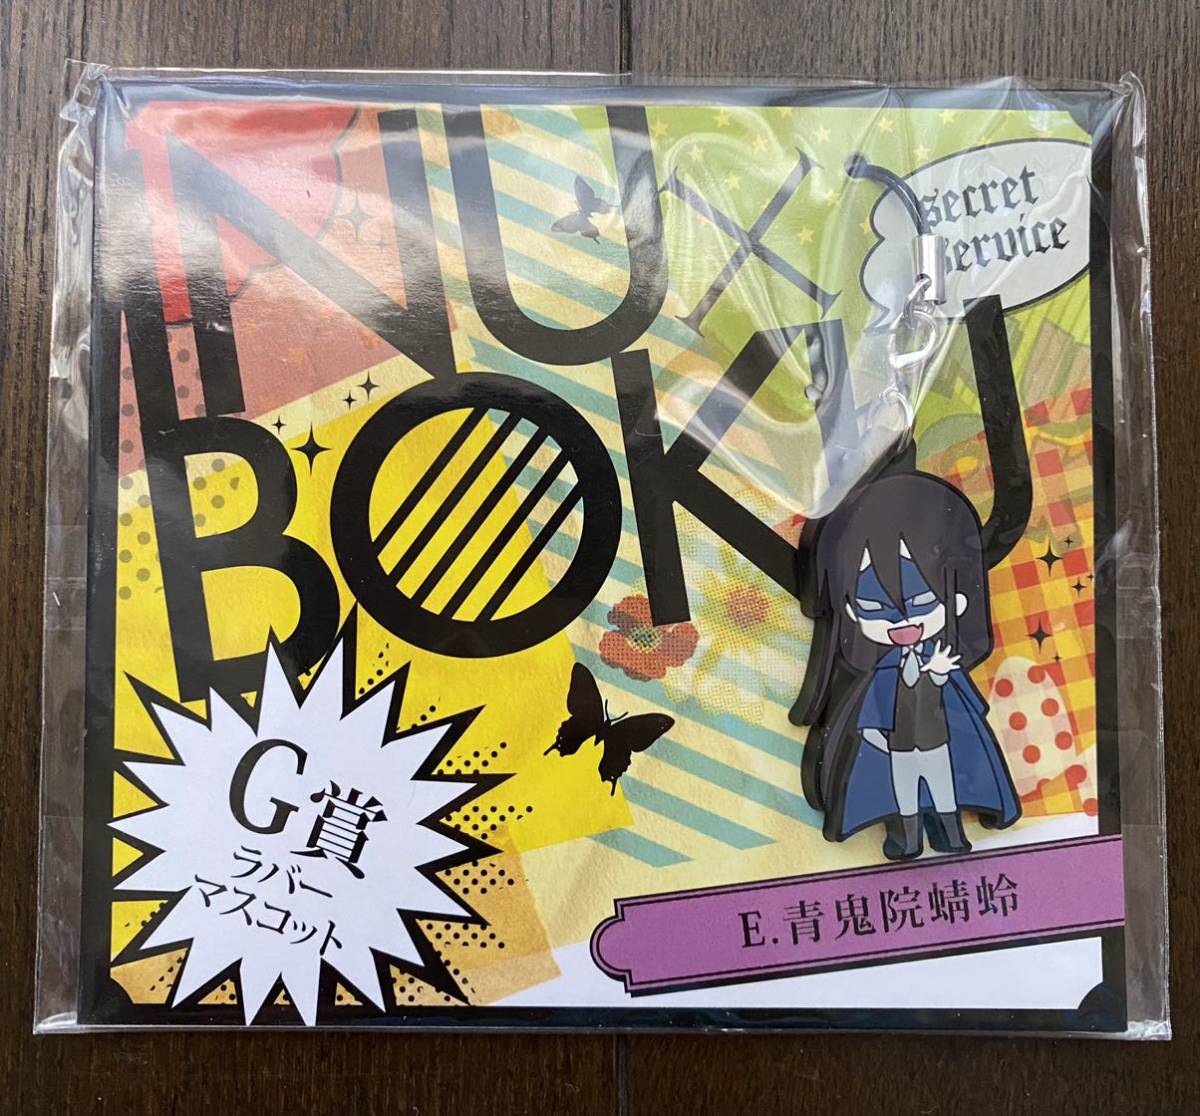 INU×
BOKU
secret
service
G賞
ラバー
マスコット
E.青鬼院蜻蛉